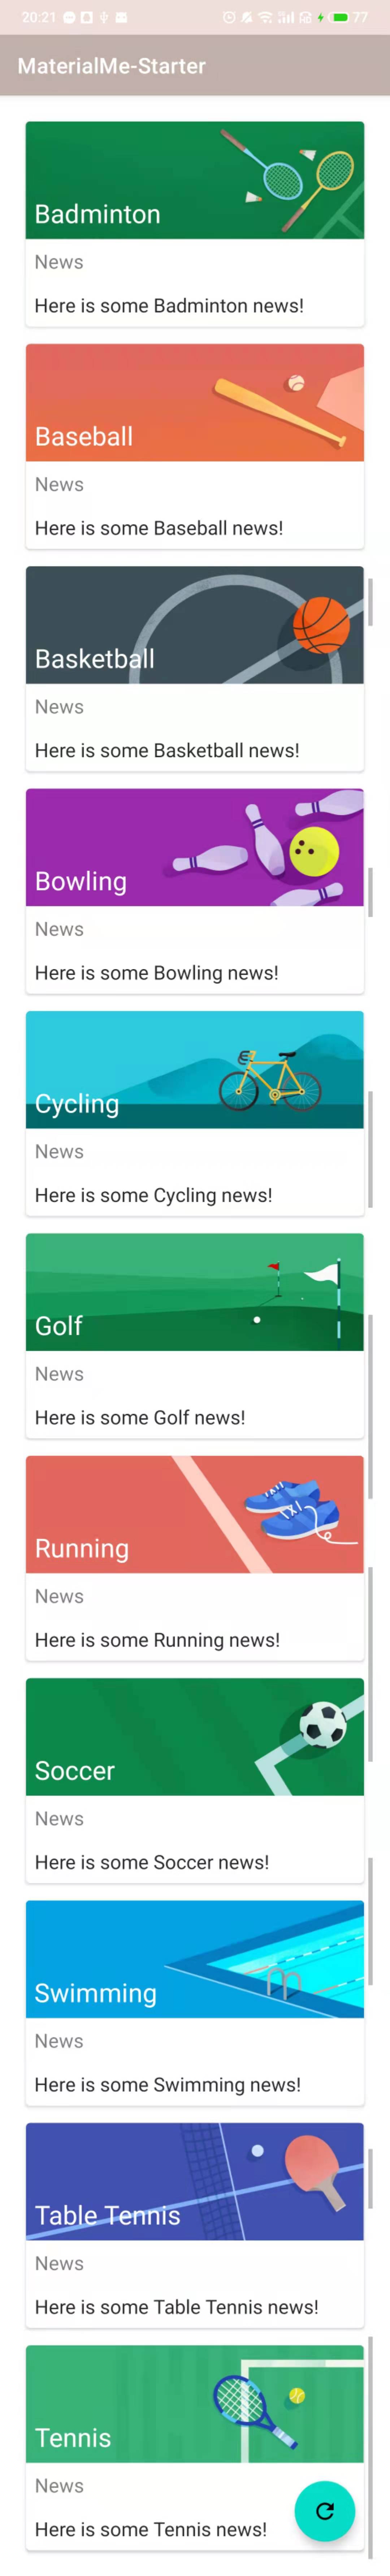 20:21 77
MaterialMe-Starter
Badminton
News
Here is some Badminton news!
Baseball
News
Here is some Baseball news!
Basketball
News
Here is some Basketball news!
Bowling
News
Here is some Bowling news!
Cycling
News
Here is some Cycling news!
Golf
News
Here is some Golf news!
Running
News
Here is some Running news!
Soccer
News
Here is some Soccer news!
Swimming
News
Here is some Swimming news!
Table Tennis
News
Here is some Table Tennis news!
Tennis
News
Here is some Tennis news!